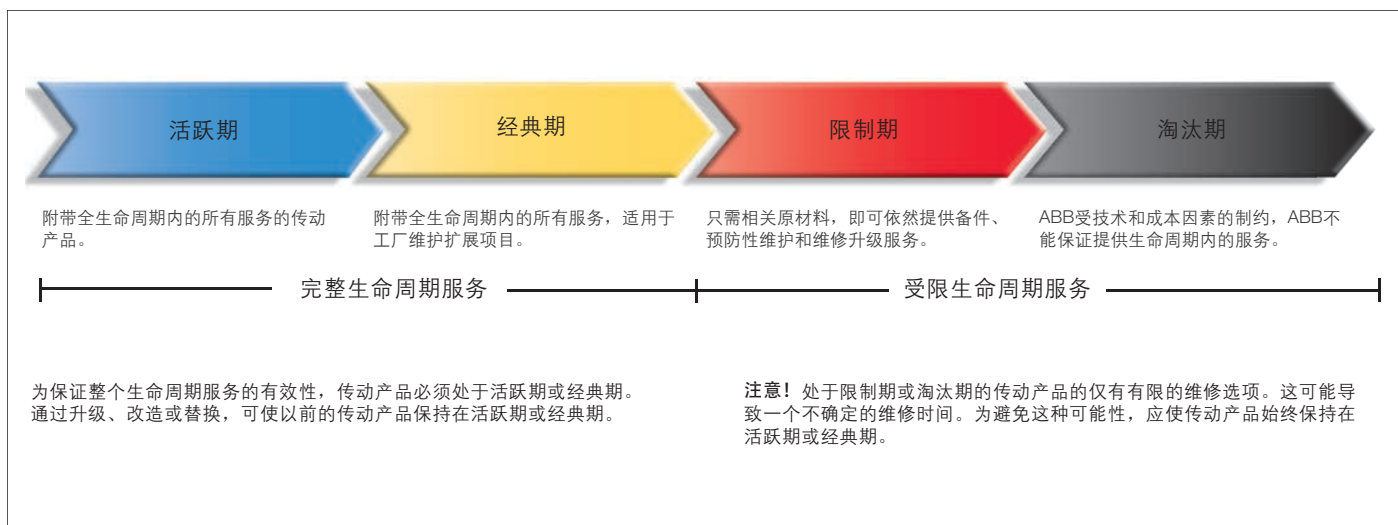 活跃期
经典期
限制期
淘汰期
附带全生命周期内的所有服务的传动
产品。
附带全生命周期内的所有服务，适用于
工厂维护扩展项目。
只需相关原材料，即可依然提供备件、
预防性维护和维修升级服务。
ABB受技术和成本因素的制约，ABB不
能保证提供生命周期内的服务。
完整生命周期服务
受限生命周期服务
为保证整个生命周期服务的有效性，传动产品必须处于活跃期或经典期。
通过升级、改造或替换，可使以前的传动产品保持在活跃期或经典期。
注意！处于限制期或淘汰期的传动产品的仅有有限的维修选项。这可能导
致一个不确定的维修时间。为避免这种可能性，应使传动产品始终保持在
活跃期或经典期。